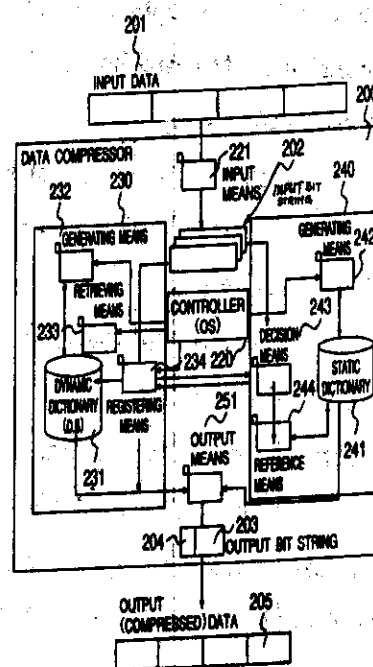 201
INPUT DATA
200
DATA COMPRESSOR
221
202
INPUT MEANS
INPUT BIT STRING
232
230
240
GENERATING MEANS
GENERATING MEANS
242
RETRIEVING MEANS
CONTROLLER (OS)
233
234
220
DECISION MEANS
243
DYNAMIC DICTIONARY (D.B)
STATIC DICTIONARY
REGISTERING MEANS
251
244
231
241
OUTPUT MEANS
REFERENCE MEANS
204
203
OUTPUT BIT STRING
OUTPUT (COMPRESSED) DATA
205